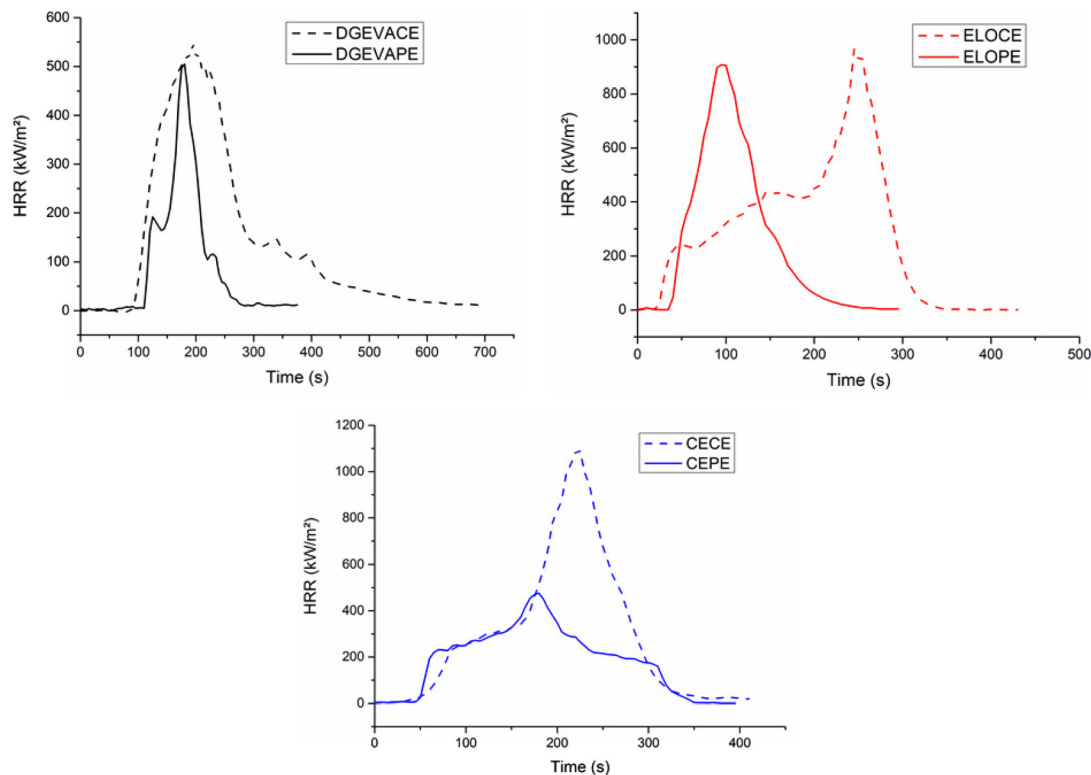 600
500
400
300
200
100
0
HRR (kW/m²)
DGEVACE
DGEVAPE
0 100 200 300 400 500 600 700
Time (s)
1000
800
600
400
200
0
HRR (kW/m²)
ELOCE
ELOPE
0 100 200 300 400 500
Time (s)
1200
1000
800
600
400
200
0
HRR (kW/m²)
CECE
CEPE
0 100 200 300 400
Time (s)